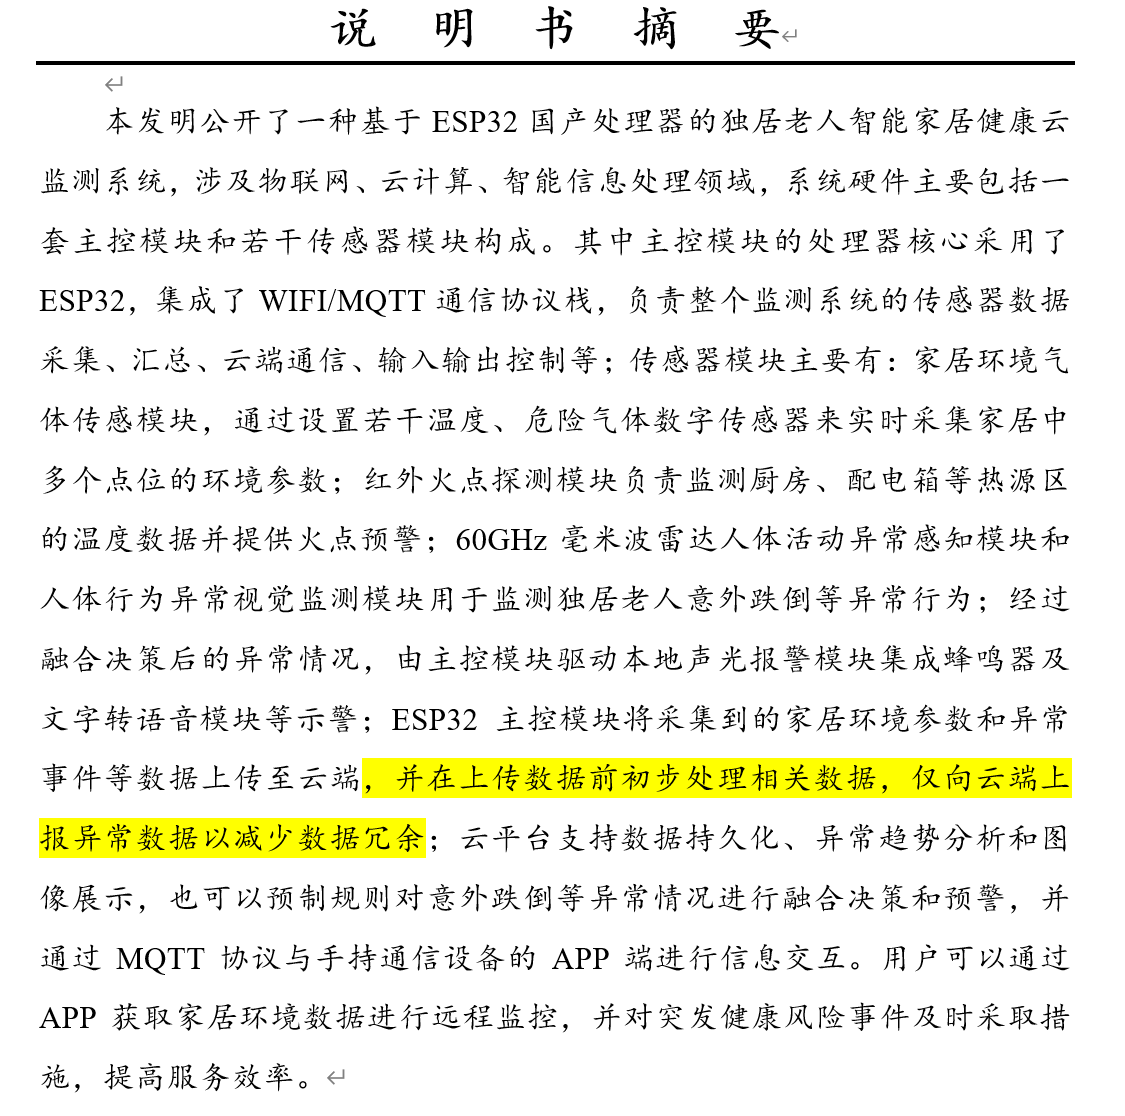 说 明 书 摘 要
本发明公开了一种基于 ESP32 国产处理器的独居老人智能家居健康云
监测系统，涉及物联网、云计算、智能信息处理领域，系统硬件主要包括一
套主控模块和若干传感器模块构成。其中主控模块的处理器核心采用了
ESP32，集成了 WIFI/MQTT 通信协议栈，负责整个监测系统的传感器数据
采集、汇总、云端通信、输入输出控制等；传感器模块主要有：家居环境气
体传感模块，通过设置若干温度、危险气体数字传感器来实时采集家居中
多个点位的环境参数；红外火点探测模块负责监测厨房、配电箱等热源区
的温度数据并提供火点预警；60GHz 毫米波雷达人体活动异常感知模块和
人体行为异常视觉监测模块用于监测独居老人意外跌倒等异常行为；经过
融合决策后的异常情况，由主控模块驱动本地声光报警模块集成蜂鸣器及
文字转语音模块等示警；ESP32 主控模块将采集到的家居环境参数和异常
事件等数据上传至云端，并在上传数据前初步处理相关数据，仅向云端上
报异常数据以减少数据冗余；云平台支持数据持久化、异常趋势分析和图
像展示，也可以预制规则对意外跌倒等异常情况进行融合决策和预警，并
通过 MQTT 协议与手持通信设备的 APP 端进行信息交互。用户可以通过
APP 获取家居环境数据进行远程监控，并对突发健康风险事件及时采取措
施，提高服务效率。